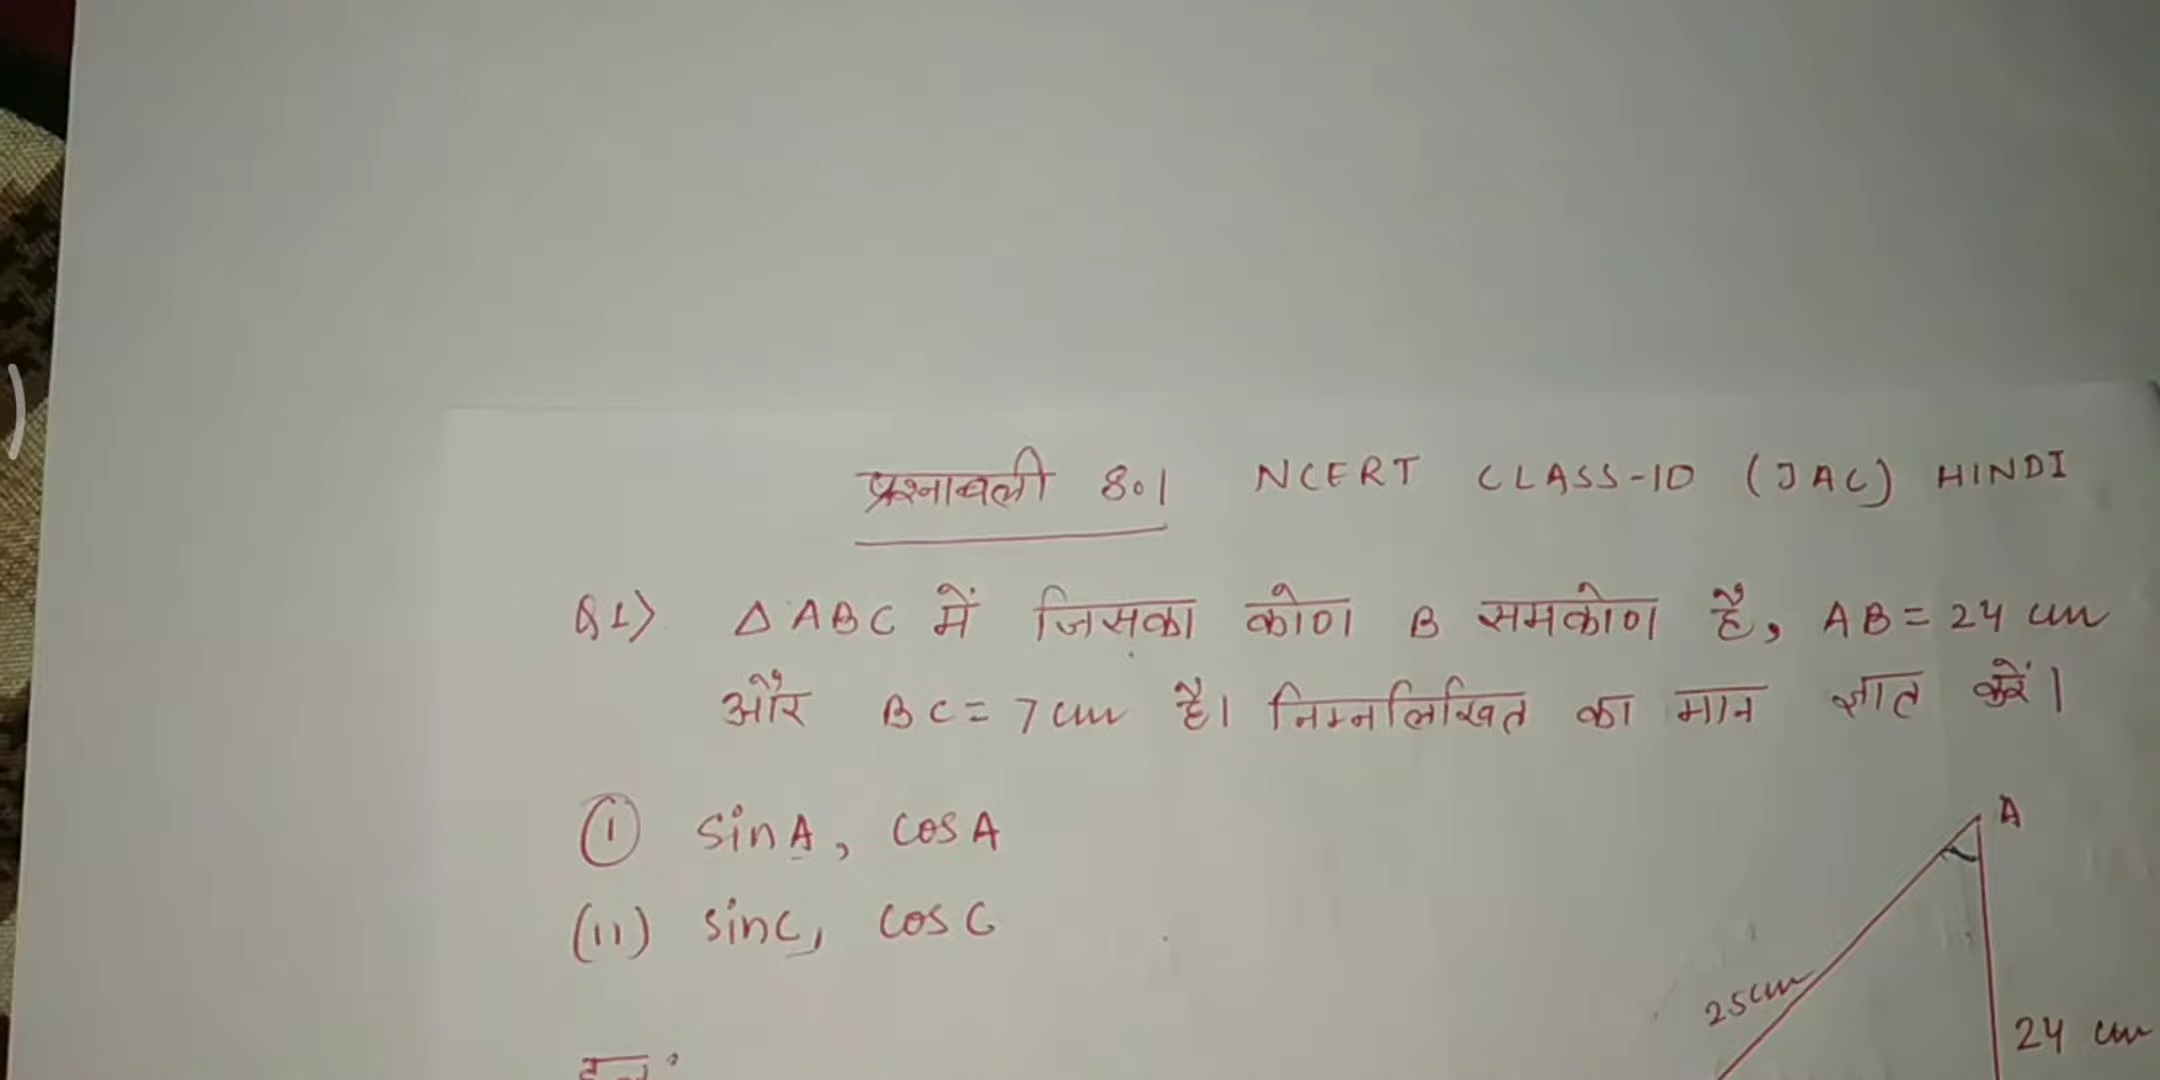 प्रश्नावली 8.1 NCERT CLASS-10 (JAC) HINDI
Q1) △ABC में जिसका कोण B समकोण है, AB = 24 cm
और BC = 7 cm है। निम्नलिखित का मान ज्ञात करें।
(i) sin A, cos A
(ii) sin C, cos C
A
25 cm
24 cm
हल: